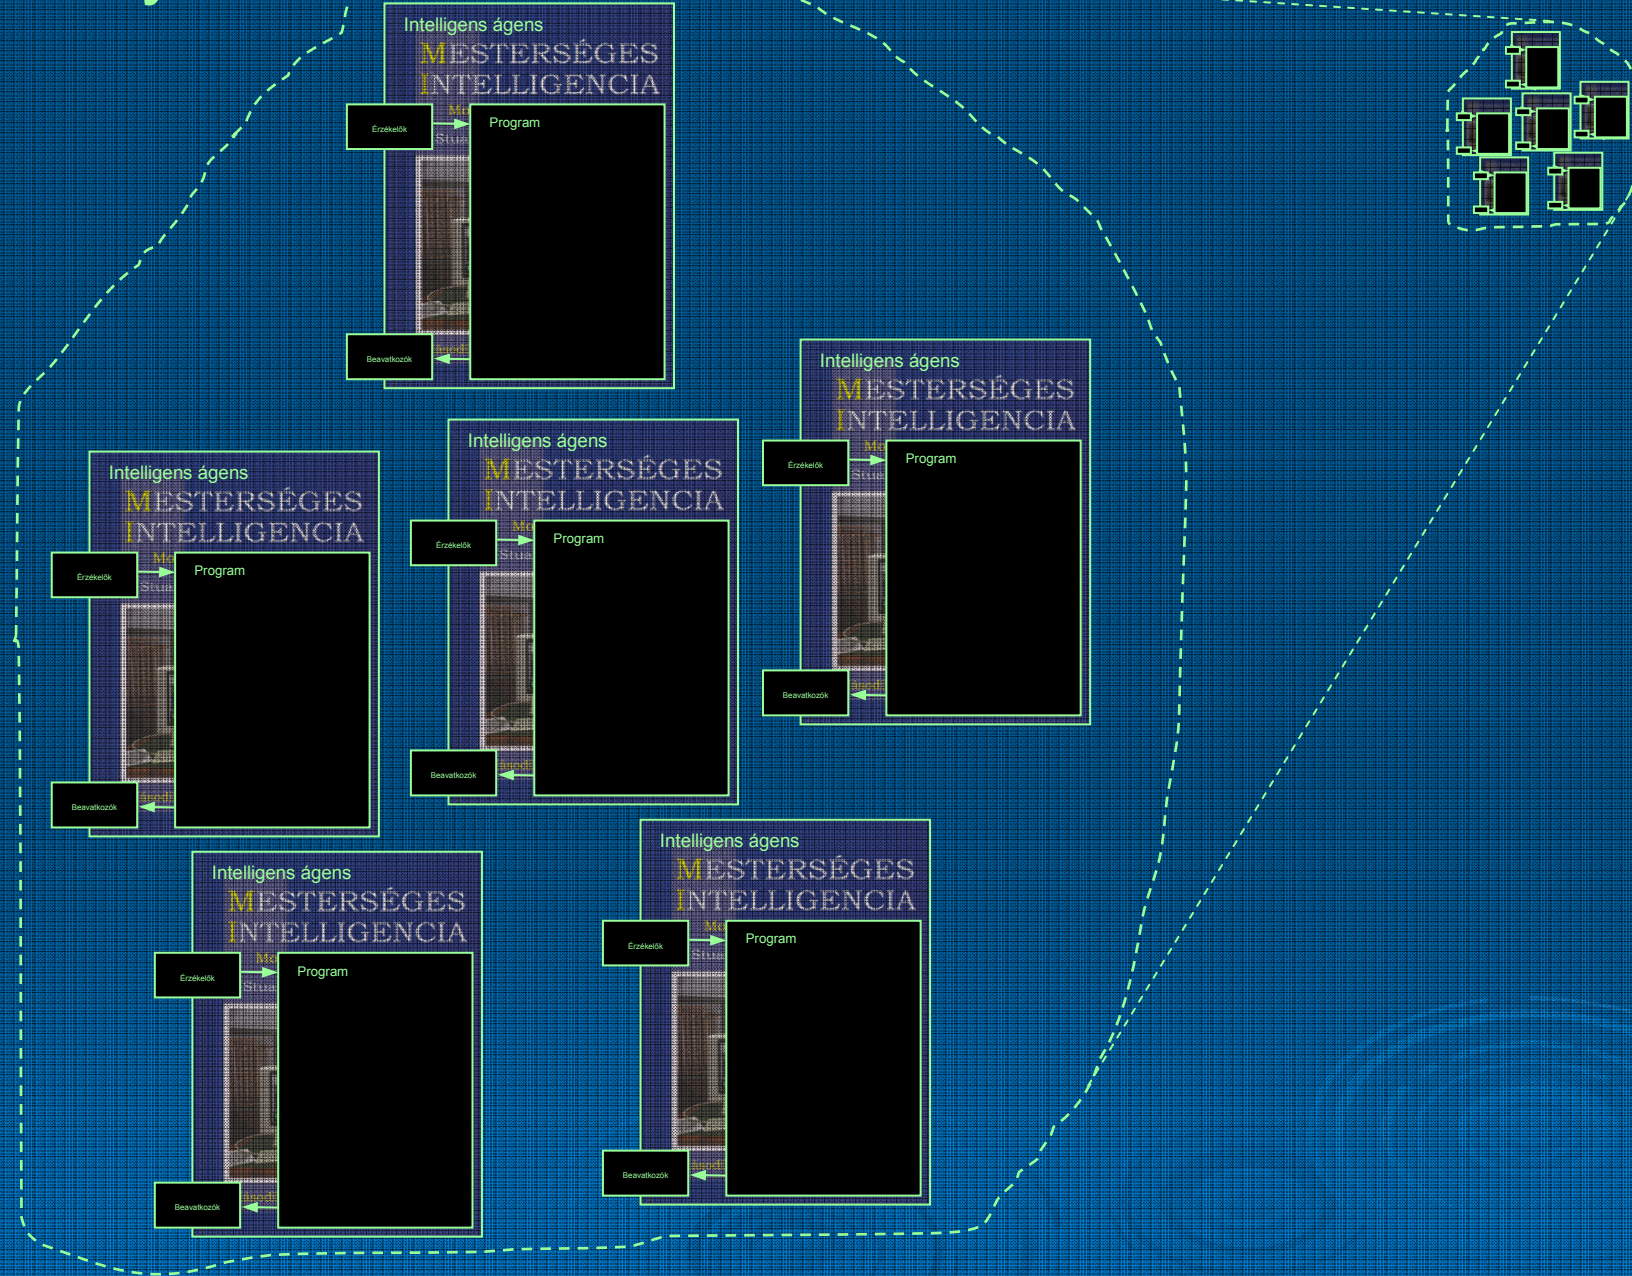 Intelligens ágens
MESTERSÉGES
INTELLIGENCIA
Érzékelők
Program
Beavatkozók
Intelligens ágens
MESTERSÉGES
INTELLIGENCIA
Érzékelők
Program
Beavatkozók
Intelligens ágens
MESTERSÉGES
INTELLIGENCIA
Érzékelők
Program
Beavatkozók
Intelligens ágens
MESTERSÉGES
INTELLIGENCIA
Érzékelők
Program
Beavatkozók
Intelligens ágens
MESTERSÉGES
INTELLIGENCIA
Érzékelők
Program
Beavatkozók
Intelligens ágens
MESTERSÉGES
INTELLIGENCIA
Érzékelők
Program
Beavatkozók